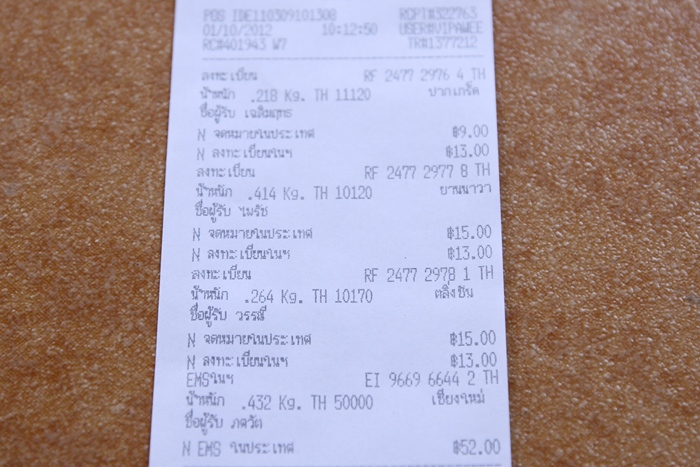 POS IDE110309101308 RCPT#322763
01/10/2012 10:12:50 USER#VIPAWEE
RC#401943 W7 TR#1377212
ลงทะเบียน RF 2477 2976 4 TH
น้ำหนัก .218 Kg. TH 11120 ปากเกร็ด
ชื่อผู้รับ เฉลิมฤทธ
N จดหมายในประเทศ ฿9.00
N ลงทะเบียนในฯ ฿13.00
ลงทะเบียน RF 2477 2977 8 TH
น้ำหนัก .414 Kg. TH 10120 ยานนาวา
ชื่อผู้รับ ไพรัช
N จดหมายในประเทศ ฿15.00
N ลงทะเบียนในฯ ฿13.00
ลงทะเบียน RF 2477 2978 1 TH
น้ำหนัก .264 Kg. TH 10170 ตลิ่งชัน
ชื่อผู้รับ วรรณี
N จดหมายในประเทศ ฿15.00
N ลงทะเบียนในฯ ฿13.00
EMSในฯ EI 9669 6644 2 TH
น้ำหนัก .432 Kg. TH 50000 เชียงใหม่
ชื่อผู้รับ ภควัต
N EMS ในประเทศ ฿52.00